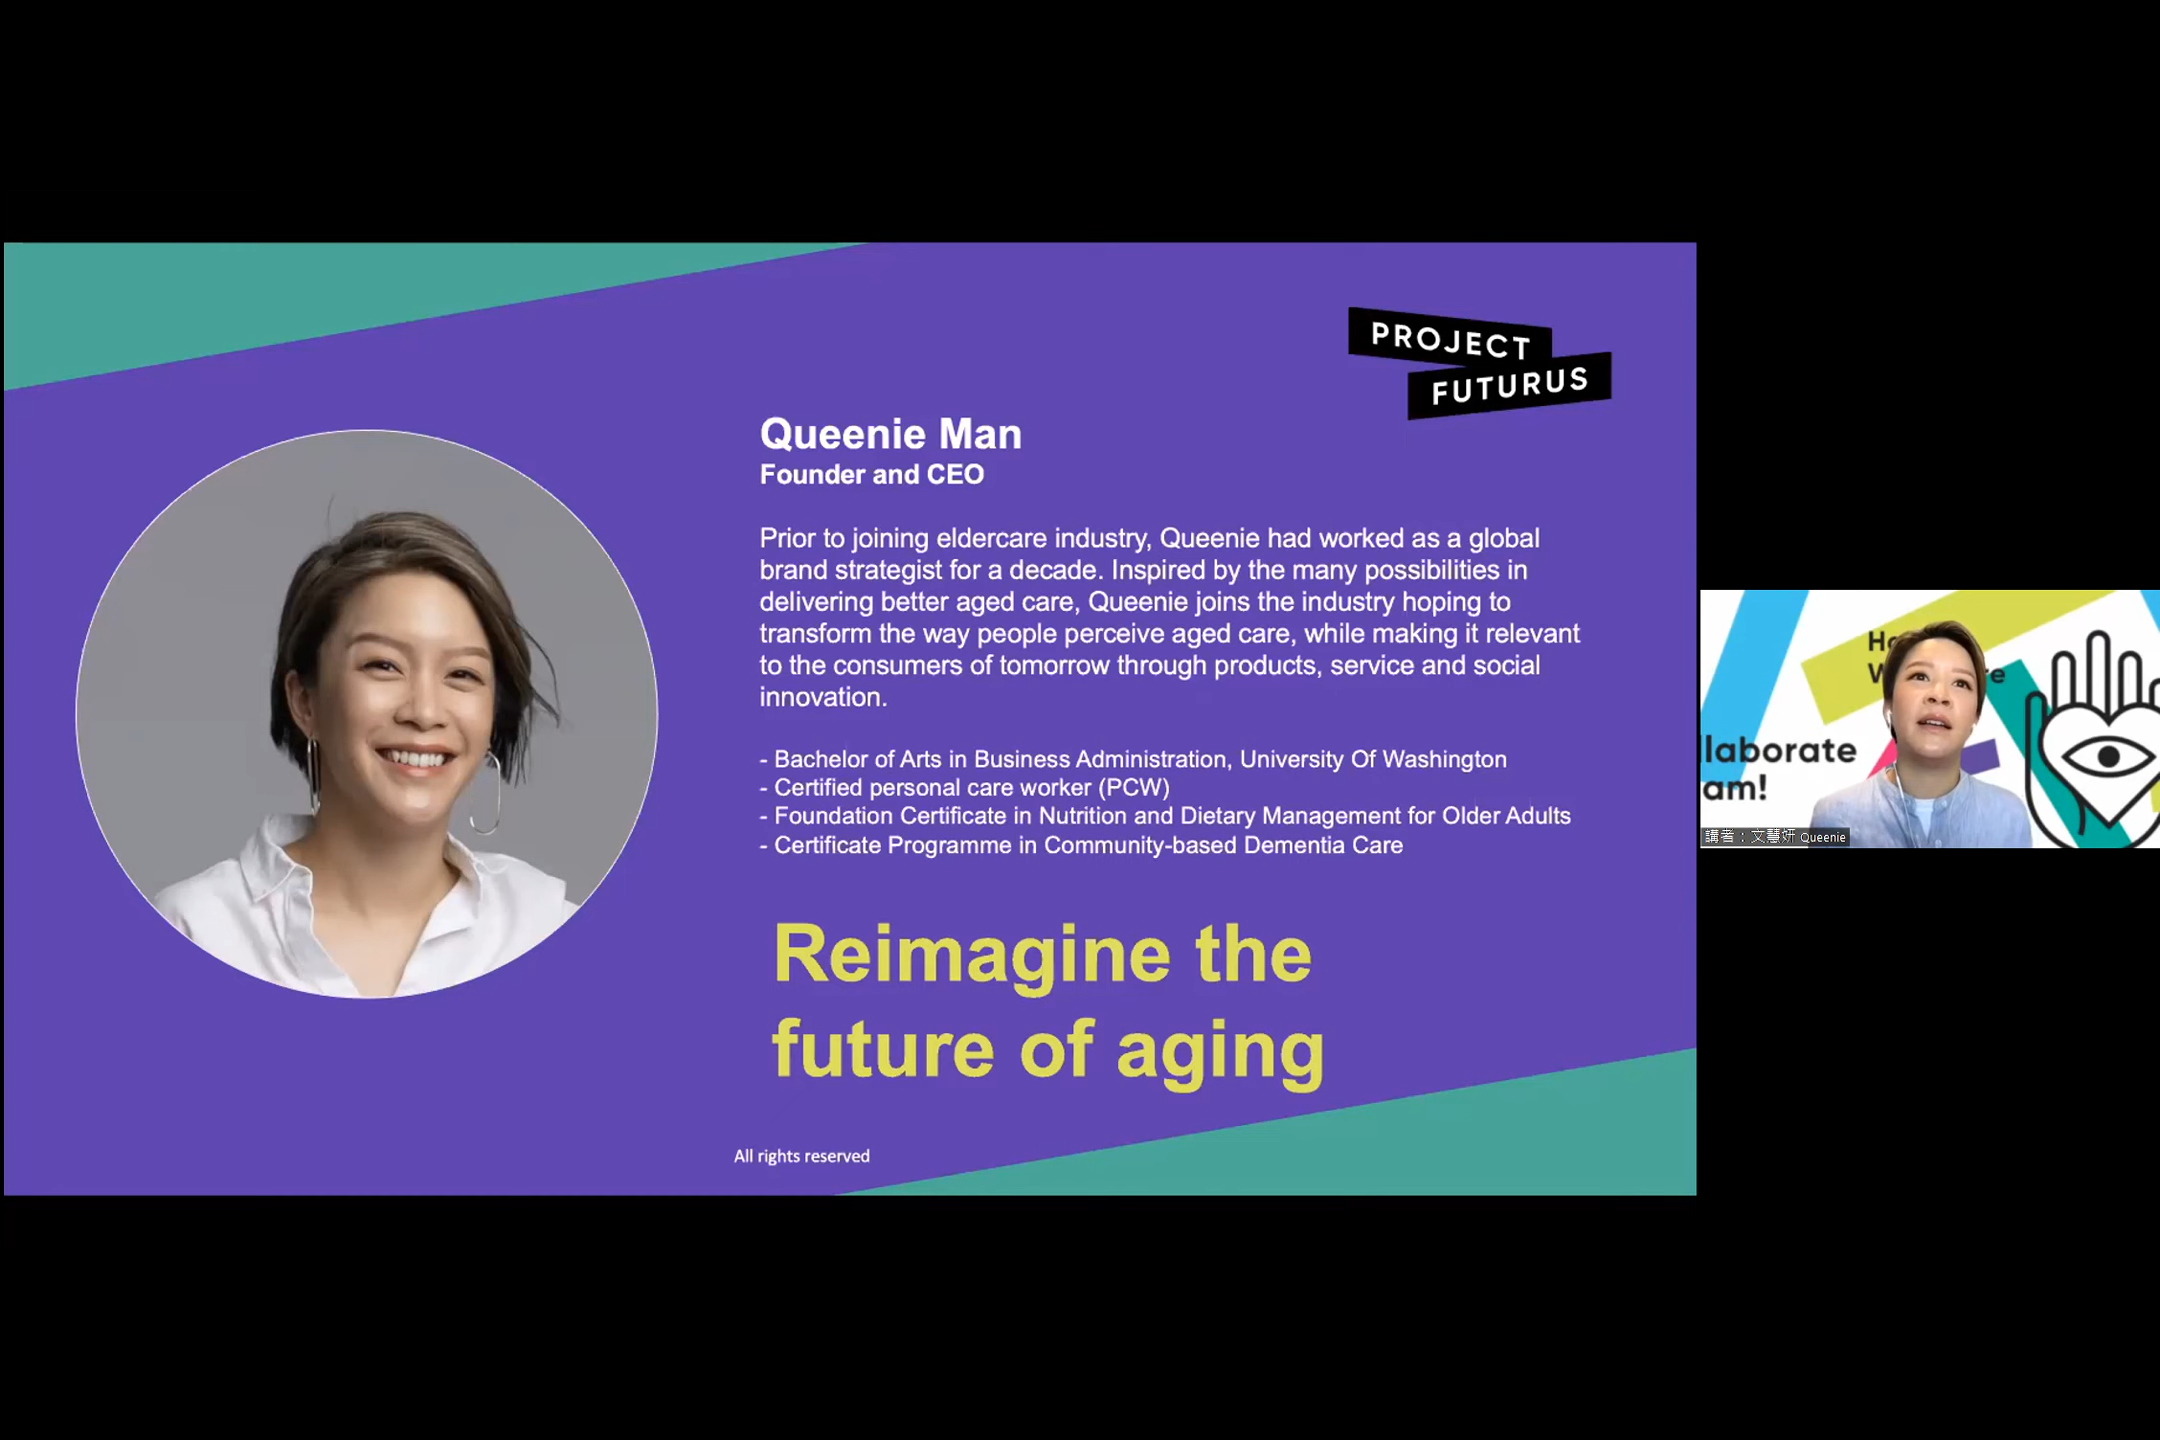 PROJECT
FUTURUS
Queenie Man
Founder and CEO
Prior to joining eldercare industry, Queenie had worked as a global
brand strategist for a decade. Inspired by the many possibilities in
delivering better aged care, Queenie joins the industry hoping to
transform the way people perceive aged care, while making it relevant
to the consumers of tomorrow through products, service and social
innovation.
- Bachelor of Arts in Business Administration, University Of Washington
- Certified personal care worker (PCW)
- Foundation Certificate in Nutrition and Dietary Management for Older Adults
- Certificate Programme in Community-based Dementia Care
Reimagine the
future of aging
All rights reserved
llaborate
am!
講者：文慧妍 Queenie